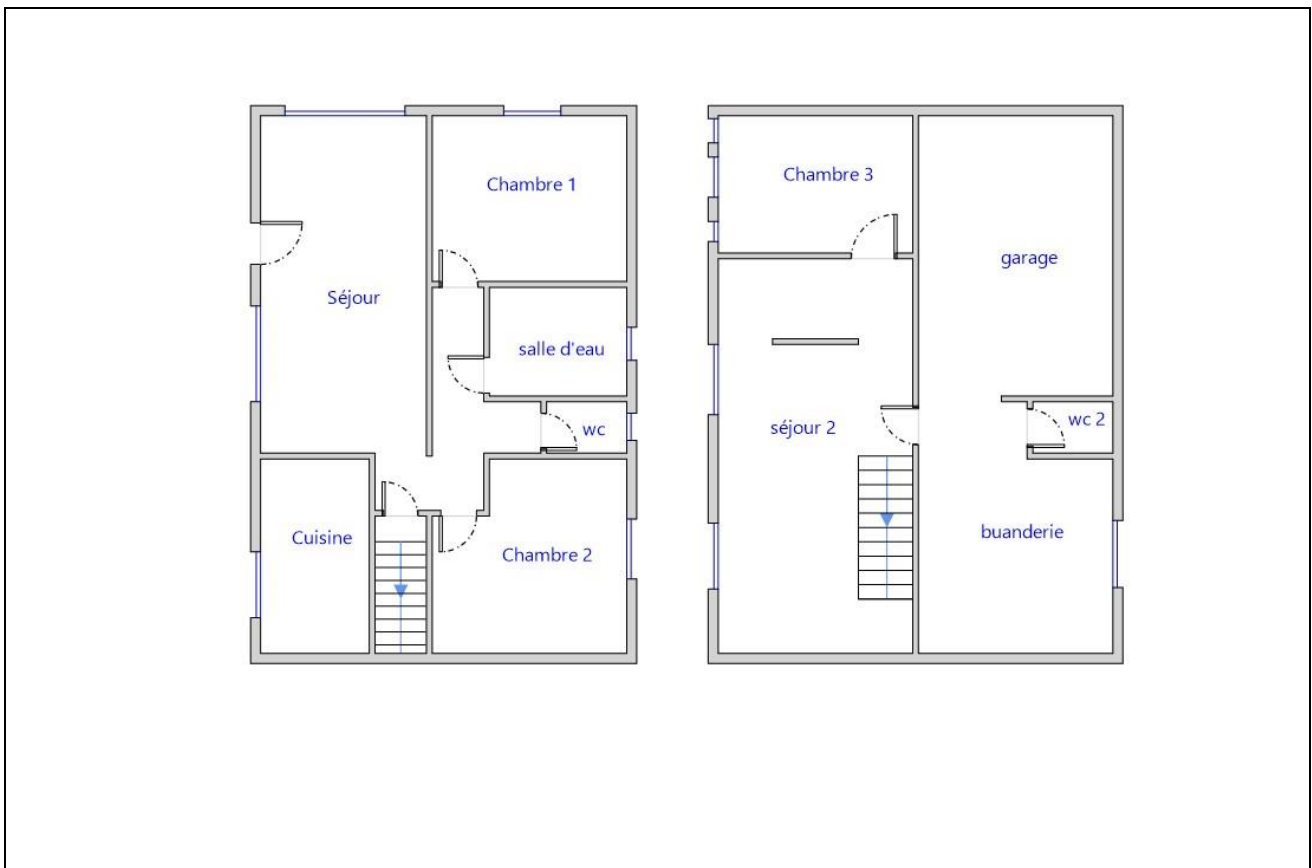 Chambre 1
Séjour
salle d'eau
wc
Cuisine
Chambre 2
Chambre 3
garage
séjour 2
wc 2
buanderie